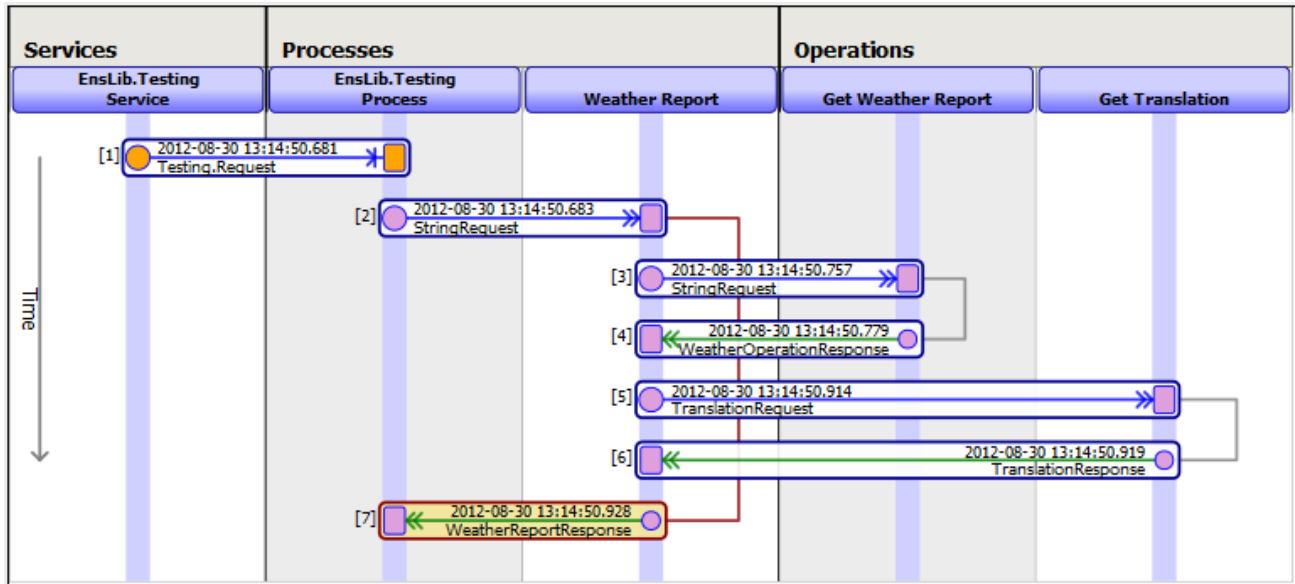 Services
Processes
Operations
EnsLib.Testing
Service
EnsLib.Testing
Process
Weather Report
Get Weather Report
Get Translation
[1]
2012-08-30 13:14:50.681
Testing.Request
[2]
2012-08-30 13:14:50.683
StringRequest
[3]
2012-08-30 13:14:50.757
StringRequest
[4]
2012-08-30 13:14:50.779
WeatherOperationResponse
[5]
2012-08-30 13:14:50.914
TranslationRequest
[6]
2012-08-30 13:14:50.919
TranslationResponse
[7]
2012-08-30 13:14:50.928
WeatherReportResponse
Time